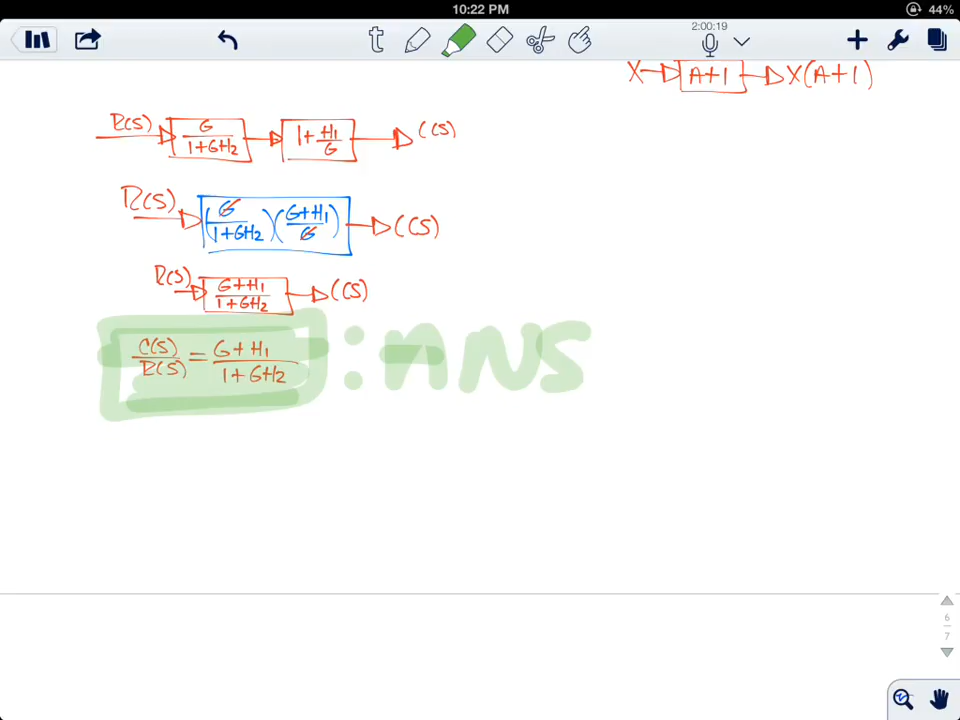 10:22 PM
44%
t
2:00:19
X → A+1 → X(A+1)
R(S) → G/(1+GH2) → 1+H1/G → C(S)
R(S) → (G/(1+GH2))((G+H1)/G) → C(S)
R(S) → (G+H1)/(1+GH2) → C(S)
C(S)/R(S) = (G+H1)/(1+GH2) : nns
6
7